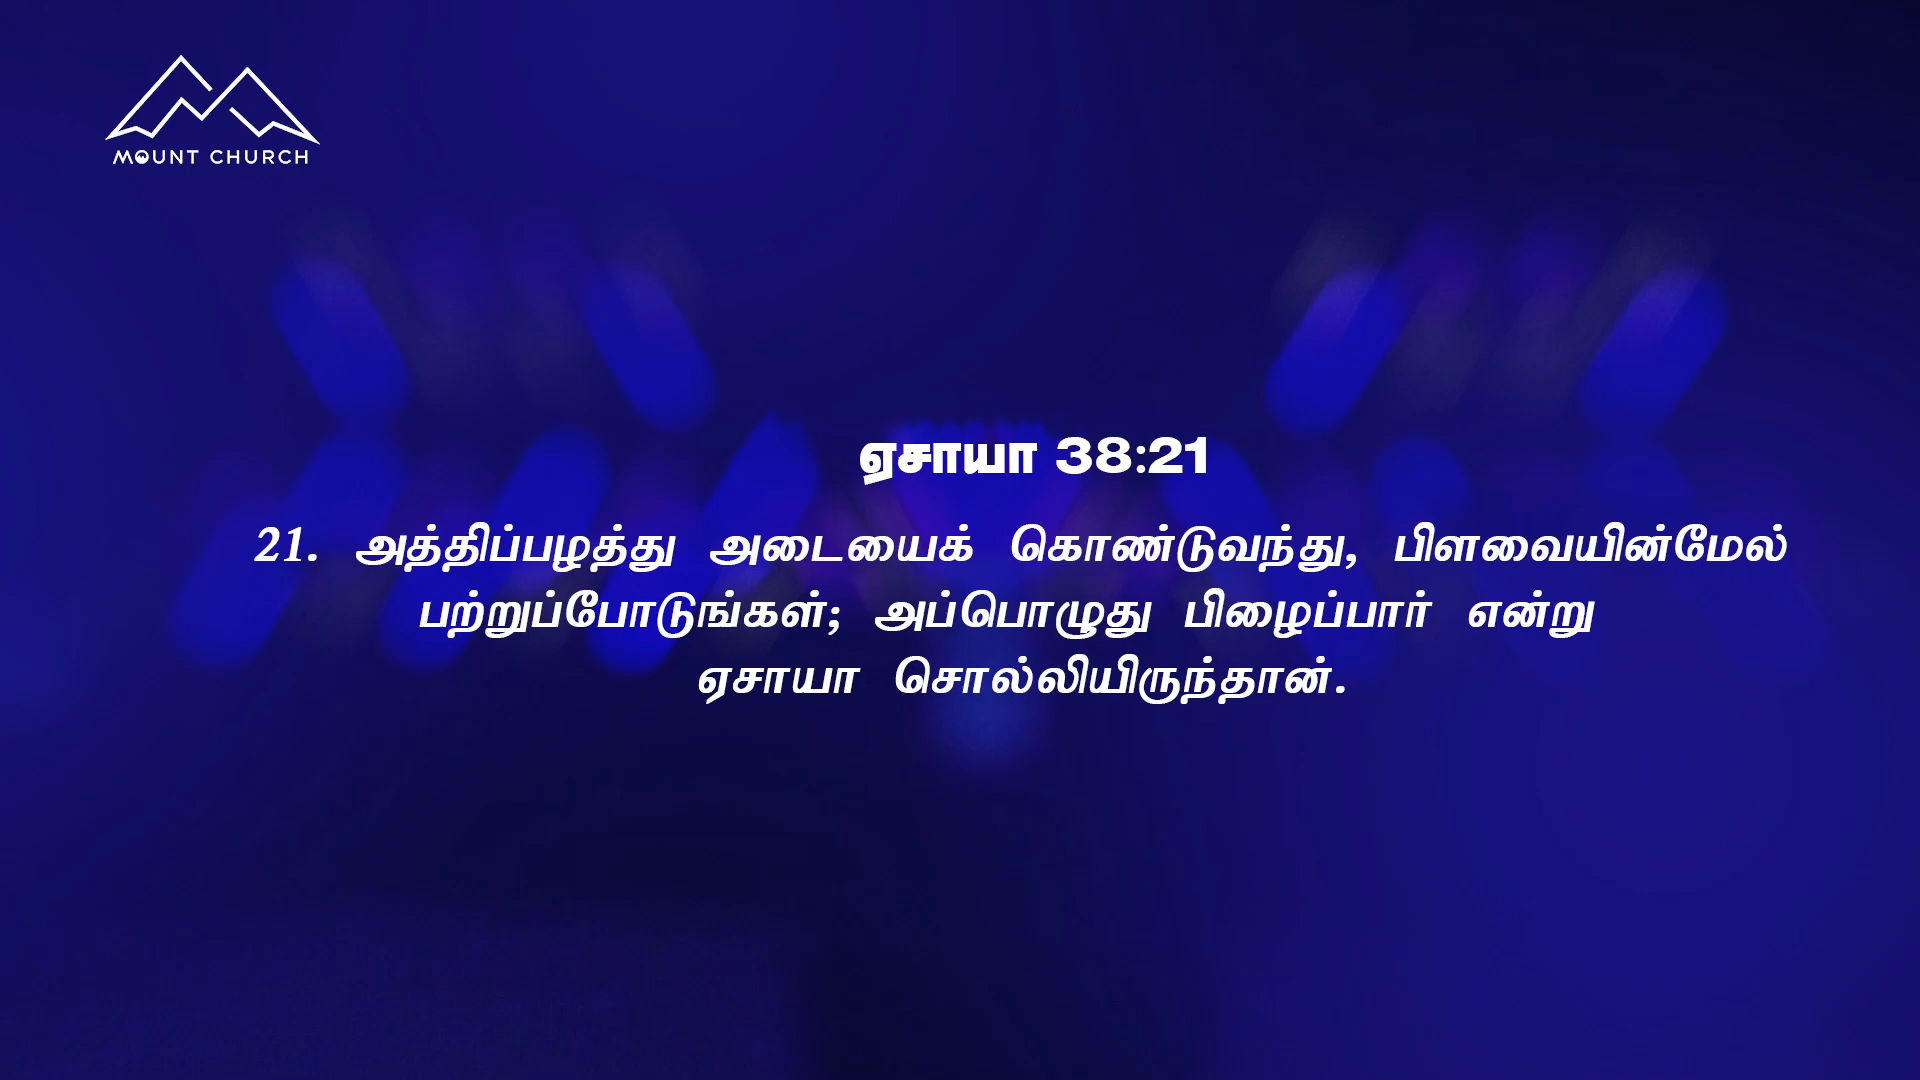 MOUNT CHURCH
ஏசாயா 38:21
21. அத்திப்பழத்து அடையைக் கொண்டுவந்து, பிளவையின்மேல்
பற்றுப்போடுங்கள்; அப்பொழுது பிழைப்பார் என்று
ஏசாயா சொல்லியிருந்தான்.